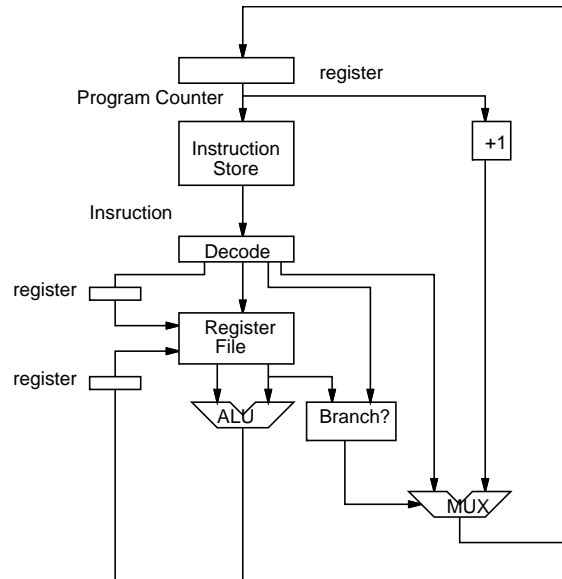 register
Program Counter
+1
Instruction
Store
Insruction
Decode
register
Register
File
register
ALU
Branch?
MUX